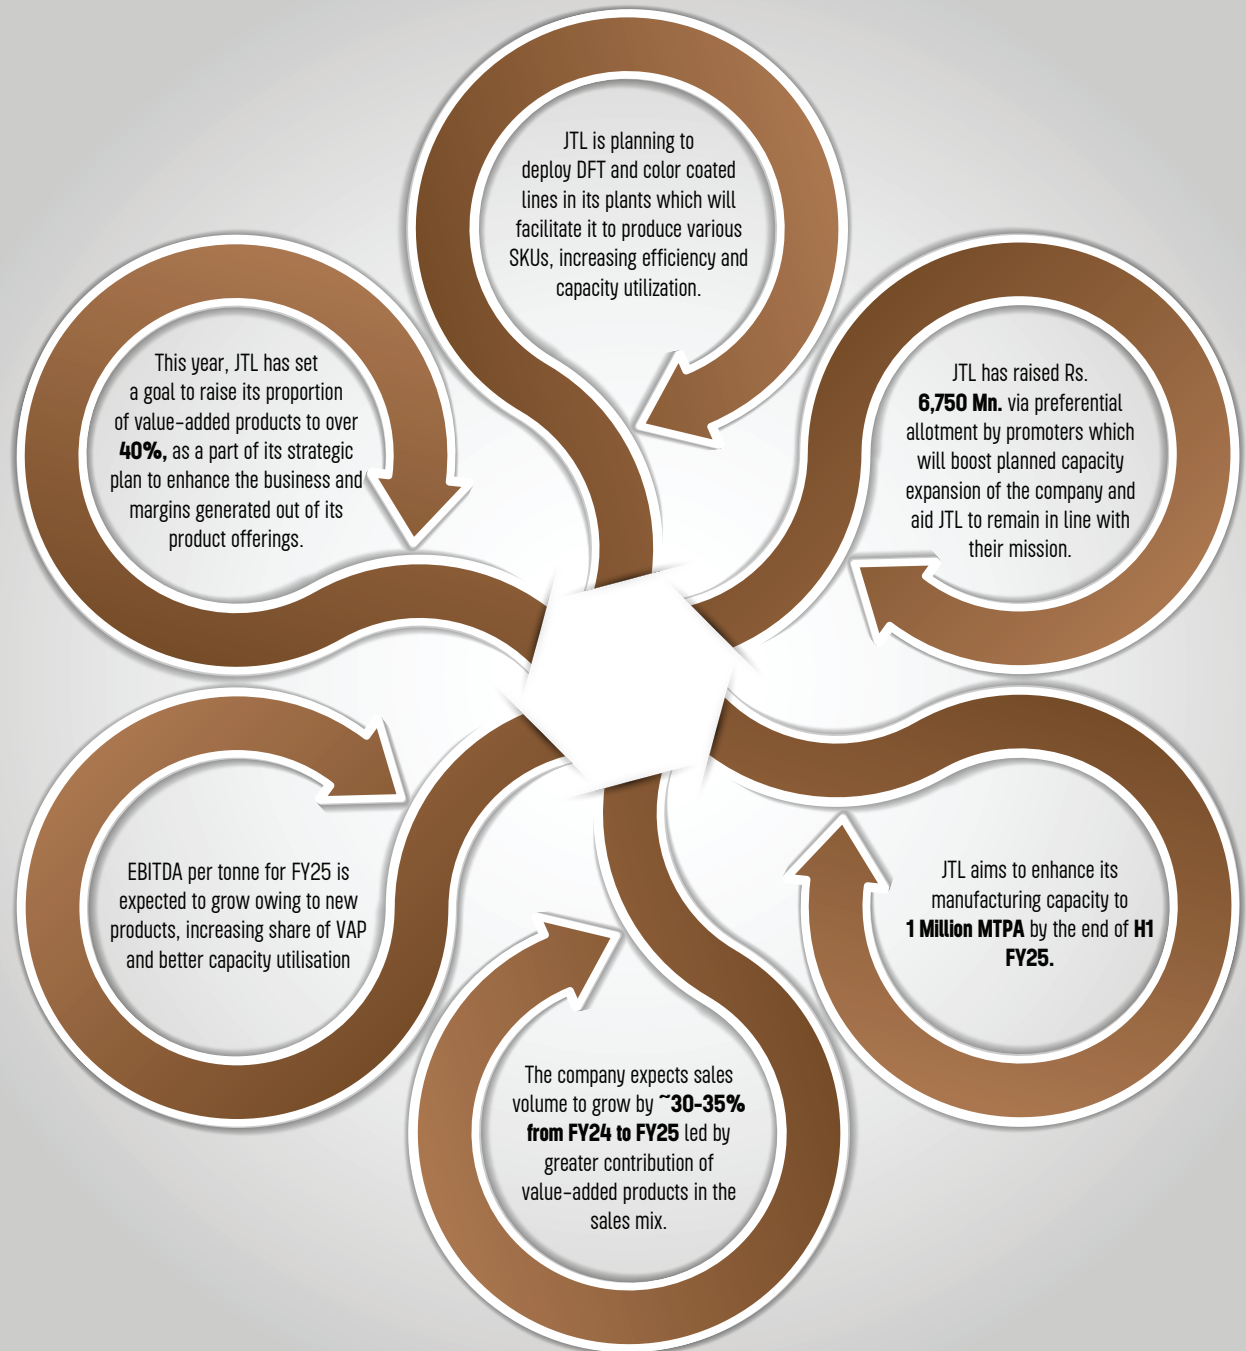 JTL is planning to
deploy DFT and color coated
lines in its plants which will
facilitate it to produce various
SKUs, increasing efficiency and
capacity utilization.
This year, JTL has set
a goal to raise its proportion
of value-added products to over
40%, as a part of its strategic
plan to enhance the business and
margins generated out of its
product offerings.
JTL has raised Rs.
6,750 Mn. via preferential
allotment by promoters which
will boost planned capacity
expansion of the company and
aid JTL to remain in line with
their mission.
EBITDA per tonne for FY25 is
expected to grow owing to new
products, increasing share of VAP
and better capacity utilisation
JTL aims to enhance its
manufacturing capacity to
1 Million MTPA by the end of H1
FY25.
The company expects sales
volume to grow by ~30-35%
from FY24 to FY25 led by
greater contribution of
value-added products in the
sales mix.